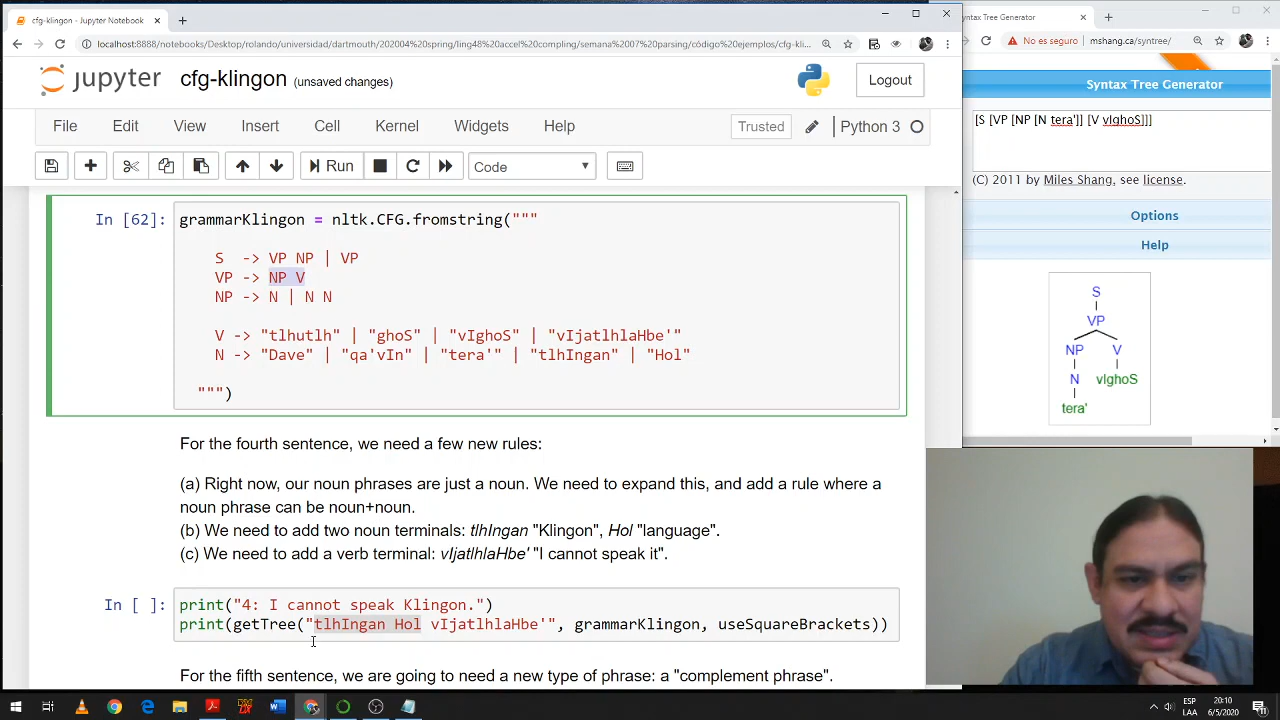 cfg-klingon - Jupyter Notebook
localhost:8888/notebooks/Desktop/rolando/universidad/dartmouth/202004%20spring/ling48%20accel%20compling/semana%2007%20parsing/código%20ejemplos/cfg-kli...
jupyter cfg-klingon (unsaved changes)
Logout
File Edit View Insert Cell Kernel Widgets Help
Trusted Python 3
Run Code
In [62]: grammarKlingon = nltk.CFG.fromstring("""
S -> VP NP | VP
VP -> NP V
NP -> N | N N
V -> "tlhutlh" | "ghoS" | "vIghoS" | "vIjatlhlaHbe'"
N -> "Dave" | "qa'vIn" | "tera'" | "tlhIngan" | "Hol"
""")
For the fourth sentence, we need a few new rules:
(a) Right now, our noun phrases are just a noun. We need to expand this, and add a rule where a
noun phrase can be noun+noun.
(b) We need to add two noun terminals: tlhIngan "Klingon", Hol "language".
(c) We need to add a verb terminal: vIjatlhlaHbe' "I cannot speak it".
In [ ]: print("4: I cannot speak Klingon.")
print(getTree("tlhIngan Hol vIjatlhlaHbe'", grammarKlingon, useSquareBrackets))
For the fifth sentence, we are going to need a new type of phrase: a "complement phrase".
yntax Tree Generator
No es seguro mshang.ca/syntree/
Syntax Tree Generator
[S [VP [NP [N tera']] [V vIghoS]]]
(C) 2011 by Miles Shang, see license.
Options
Help
S
VP
NP V
N vIghoS
tera'
ESP 20:10
LAA 6/5/2020